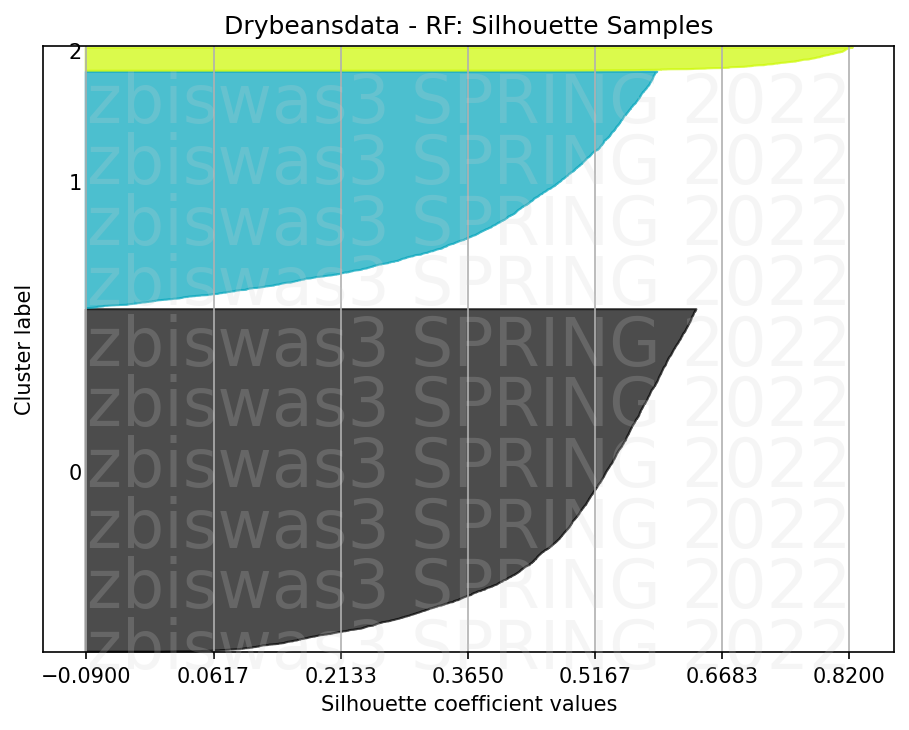 Drybeansdata - RF: Silhouette Samples
2
zbiswas3 SPRING 2022
zbiswas3 SPRING 2022
1
zbiswas3 SPRING 2022
zbiswas3 SPRING 2022
Cluster label
zbiswas3 SPRING 2022
zbiswas3 SPRING 2022
zbiswas3 SPRING 2022
0
zbiswas3 SPRING 2022
zbiswas3 SPRING 2022
zbiswas3 SPRING 2022
−0.0900 0.0617 0.2133 0.3650 0.5167 0.6683 0.8200
Silhouette coefficient values